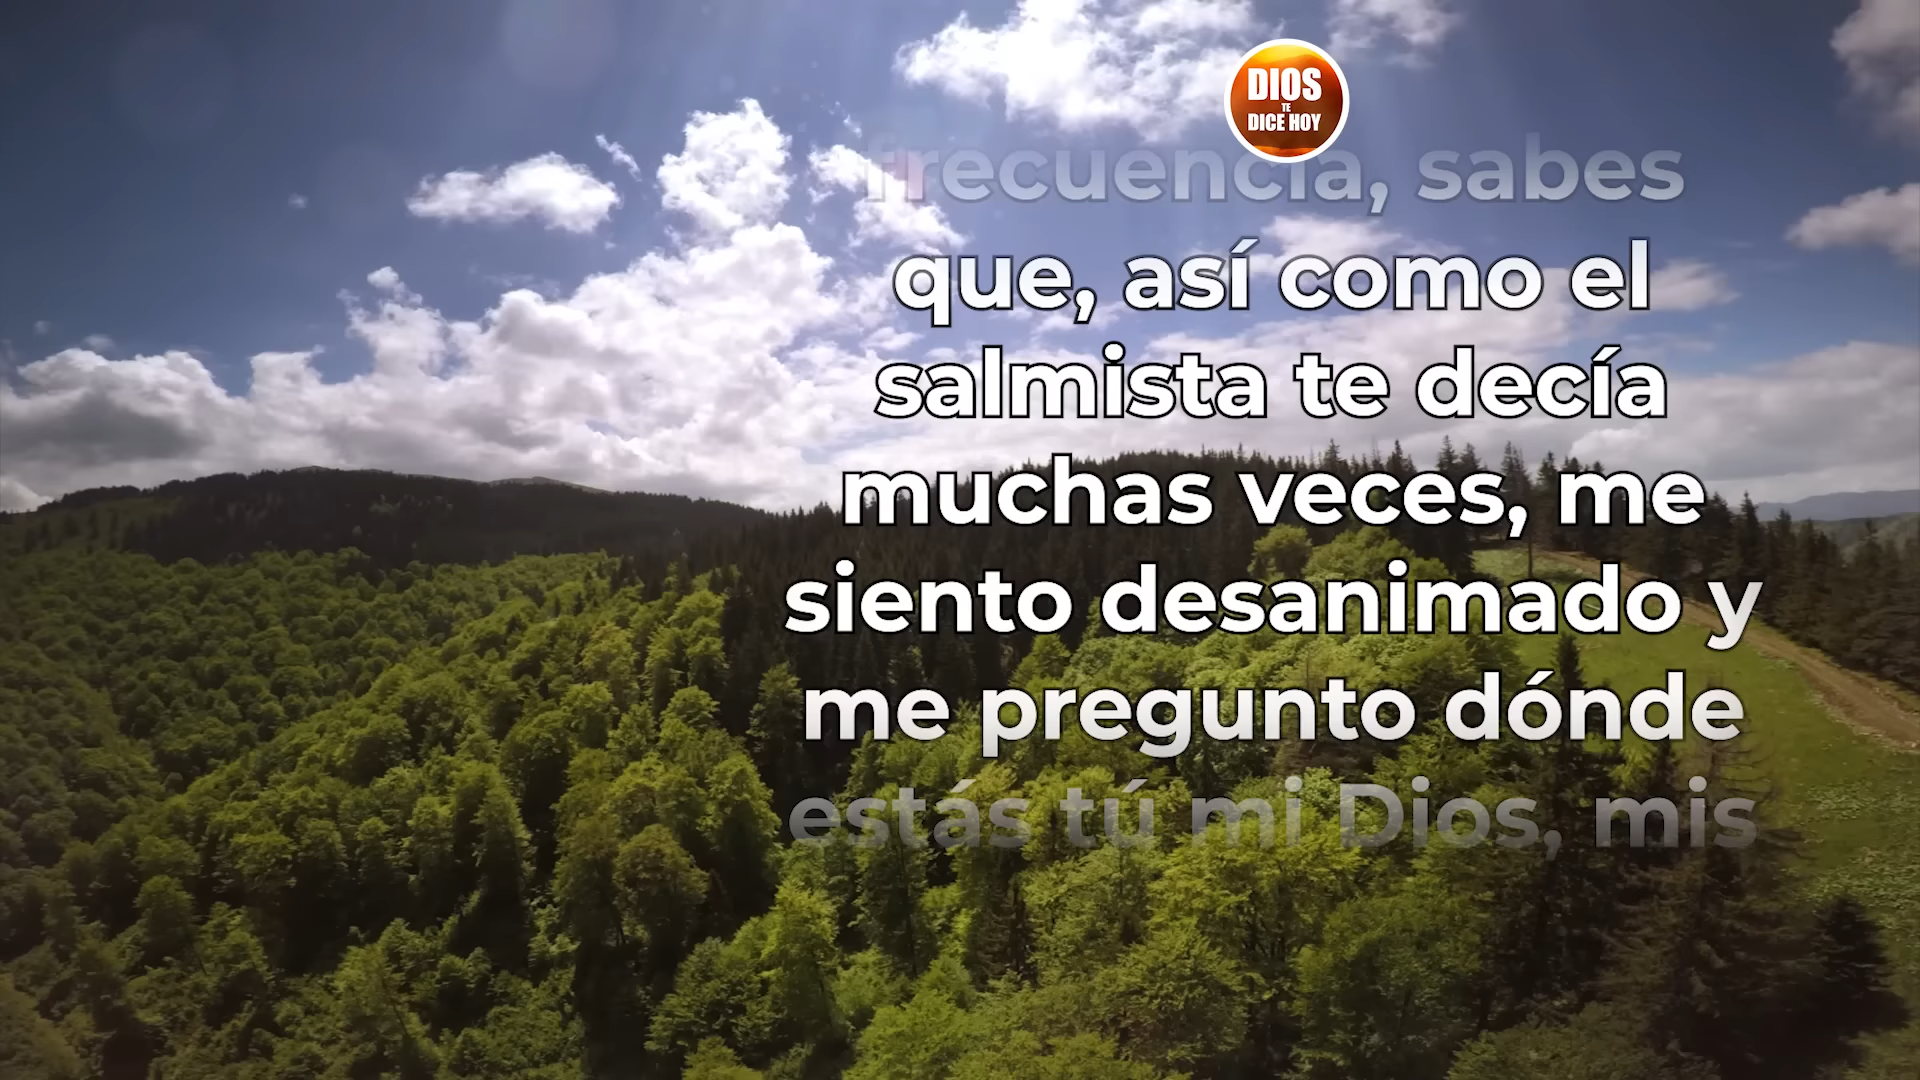 DIOS
TE
DICE HOY
frecuencia, sabes
que, así como el
salmista te decía
muchas veces, me
siento desanimado y
me pregunto dónde
estás tú mi Dios, mis